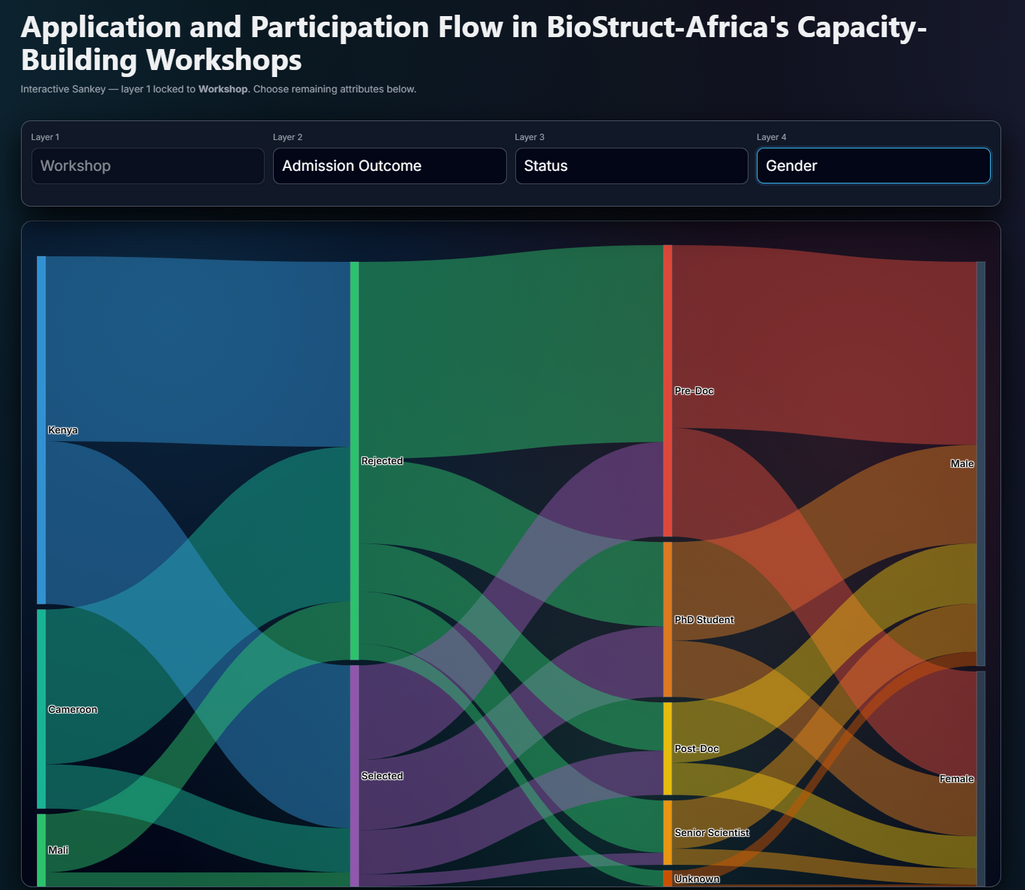 Application and Participation Flow in BioStruct-Africa's Capacity-
Building Workshops
Interactive Sankey — layer 1 locked to Workshop. Choose remaining attributes below.
Layer 1
Layer 2
Layer 3
Layer 4
Workshop
Admission Outcome
Status
Gender
Kenya
Cameroon
Mali
Rejected
Selected
Pre-Doc
PhD Student
Post-Doc
Senior Scientist
Unknown
Male
Female